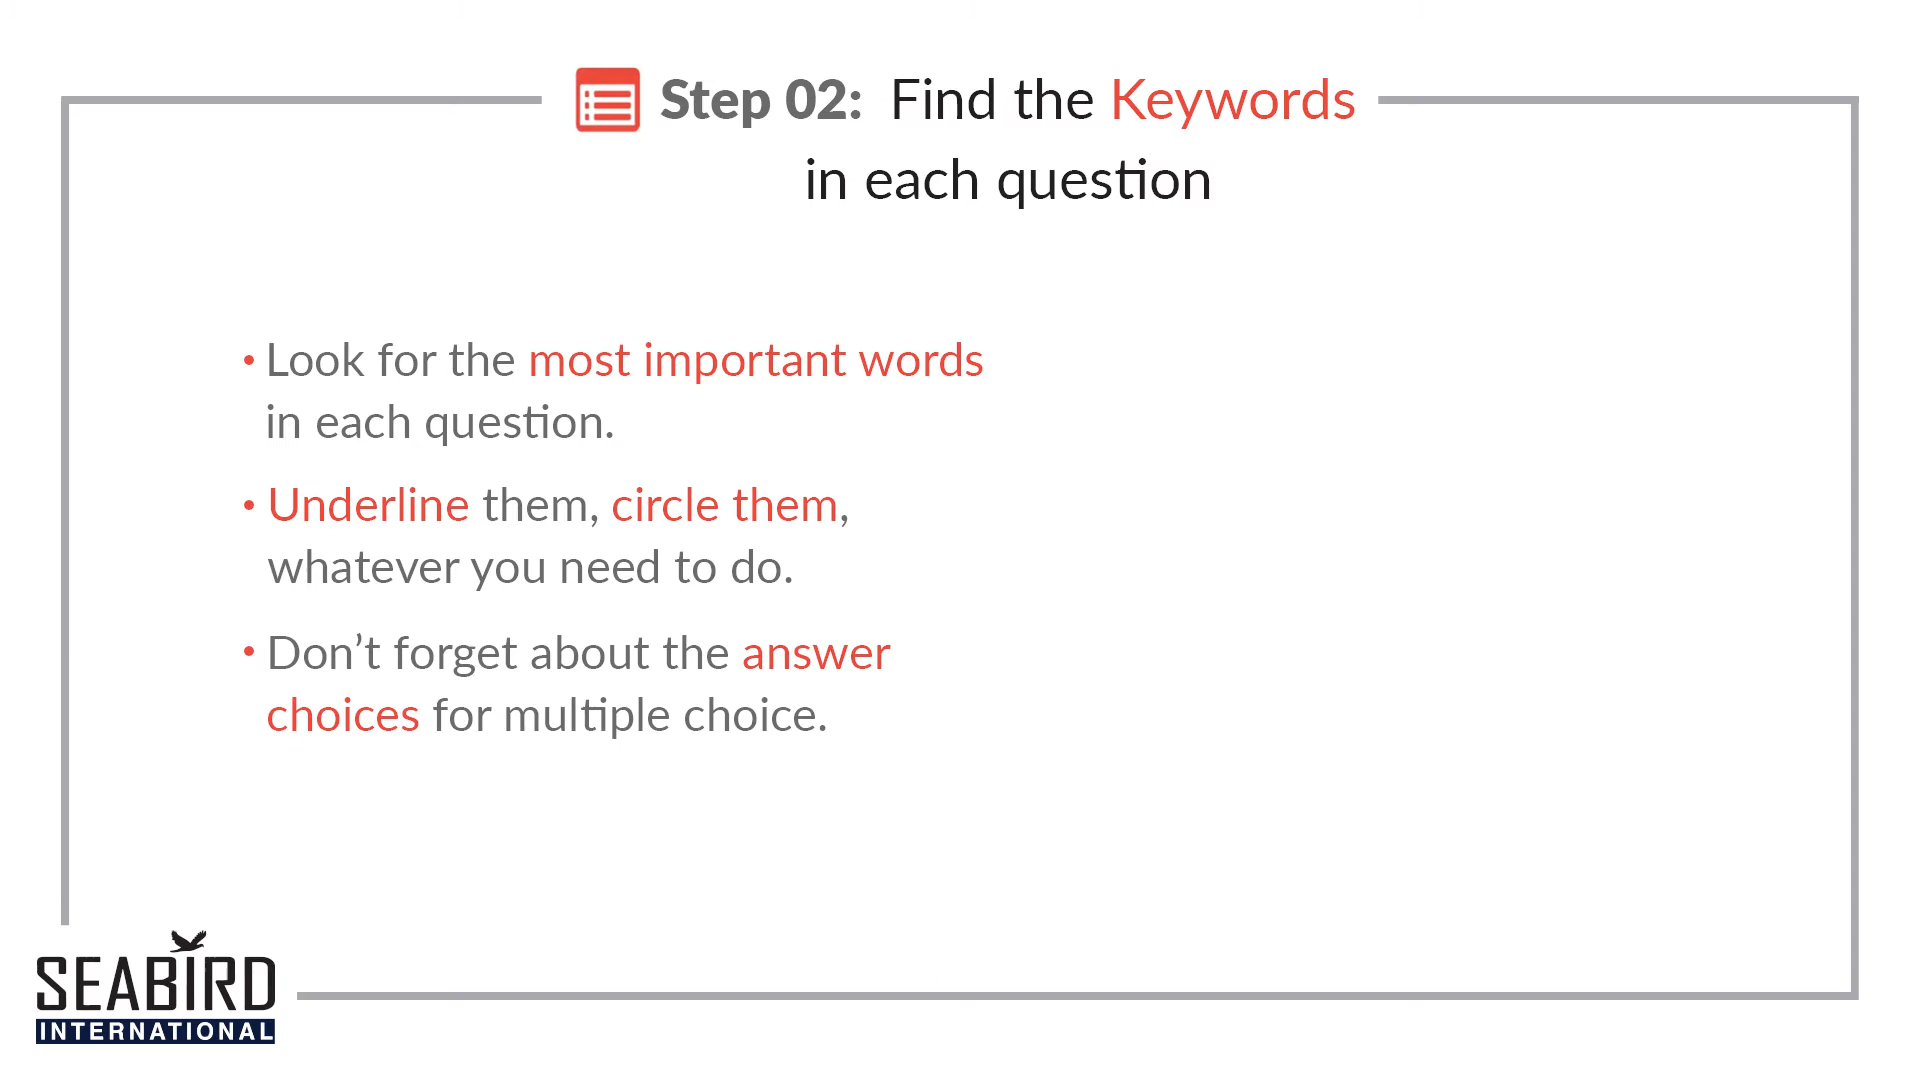 Step 02: Find the Keywords
in each question
• Look for the most important words
in each question.
• Underline them, circle them,
whatever you need to do.
• Don’t forget about the answer
choices for multiple choice.
SEABIRD
INTERNATIONAL